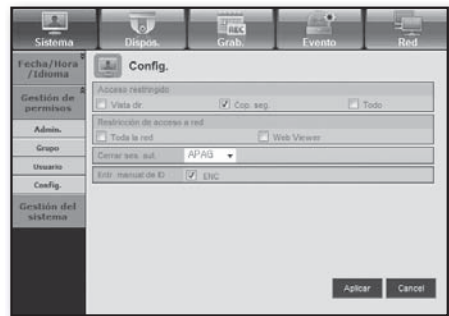 Sistema Dispos. Grab. Evento Red
REC
Fecha/Hora
/Idioma
Gestión de
permisos
Admin.
Grupo
Usuario
Config.
Gestión del
sistema
Config.
Acceso restringido
Vista dir. Cop. seg. Todo
Restricción de acceso a red
Toda la red Web Viewer
Cerrar ses. aut. APAG
Entr. manual de ID ENC
Aplicar Cancel